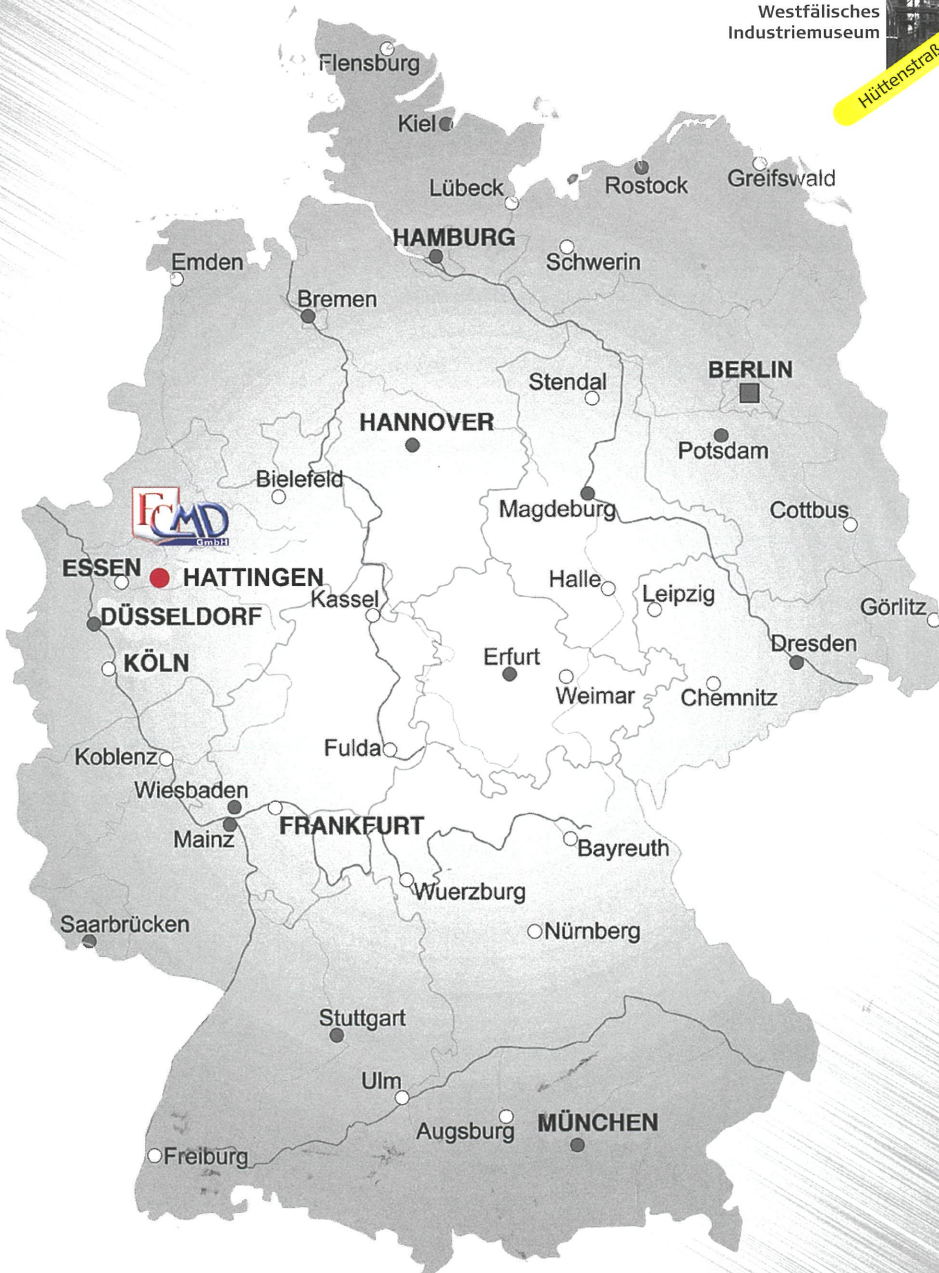 Westfälisches
Industriemuseum
Flensburg
Kiel
Lübeck
Rostock
Greifswald
HAMBURG
Schwerin
Emden
Bremen
BERLIN
Stendal
HANNOVER
Potsdam
Bielefeld
Magdeburg
Cottbus
FCMD
GmbH
ESSEN
HATTINGEN
Halle
Leipzig
Kassel
Görlitz
DÜSSELDORF
Dresden
KÖLN
Erfurt
Weimar
Chemnitz
Koblenz
Fulda
Wiesbaden
FRANKFURT
Mainz
Bayreuth
Wuerzburg
Saarbrücken
Nürnberg
Stuttgart
Ulm
Augsburg
MÜNCHEN
Freiburg